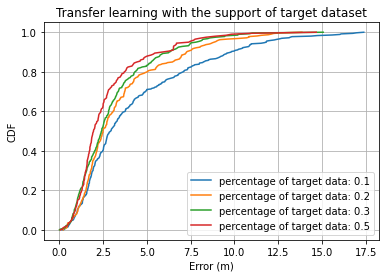 Transfer learning with the support of target dataset
1.0
0.8
0.6
0.4
0.2
0.0
CDF
percentage of target data: 0.1
percentage of target data: 0.2
percentage of target data: 0.3
percentage of target data: 0.5
0.0 2.5 5.0 7.5 10.0 12.5 15.0 17.5
Error (m)